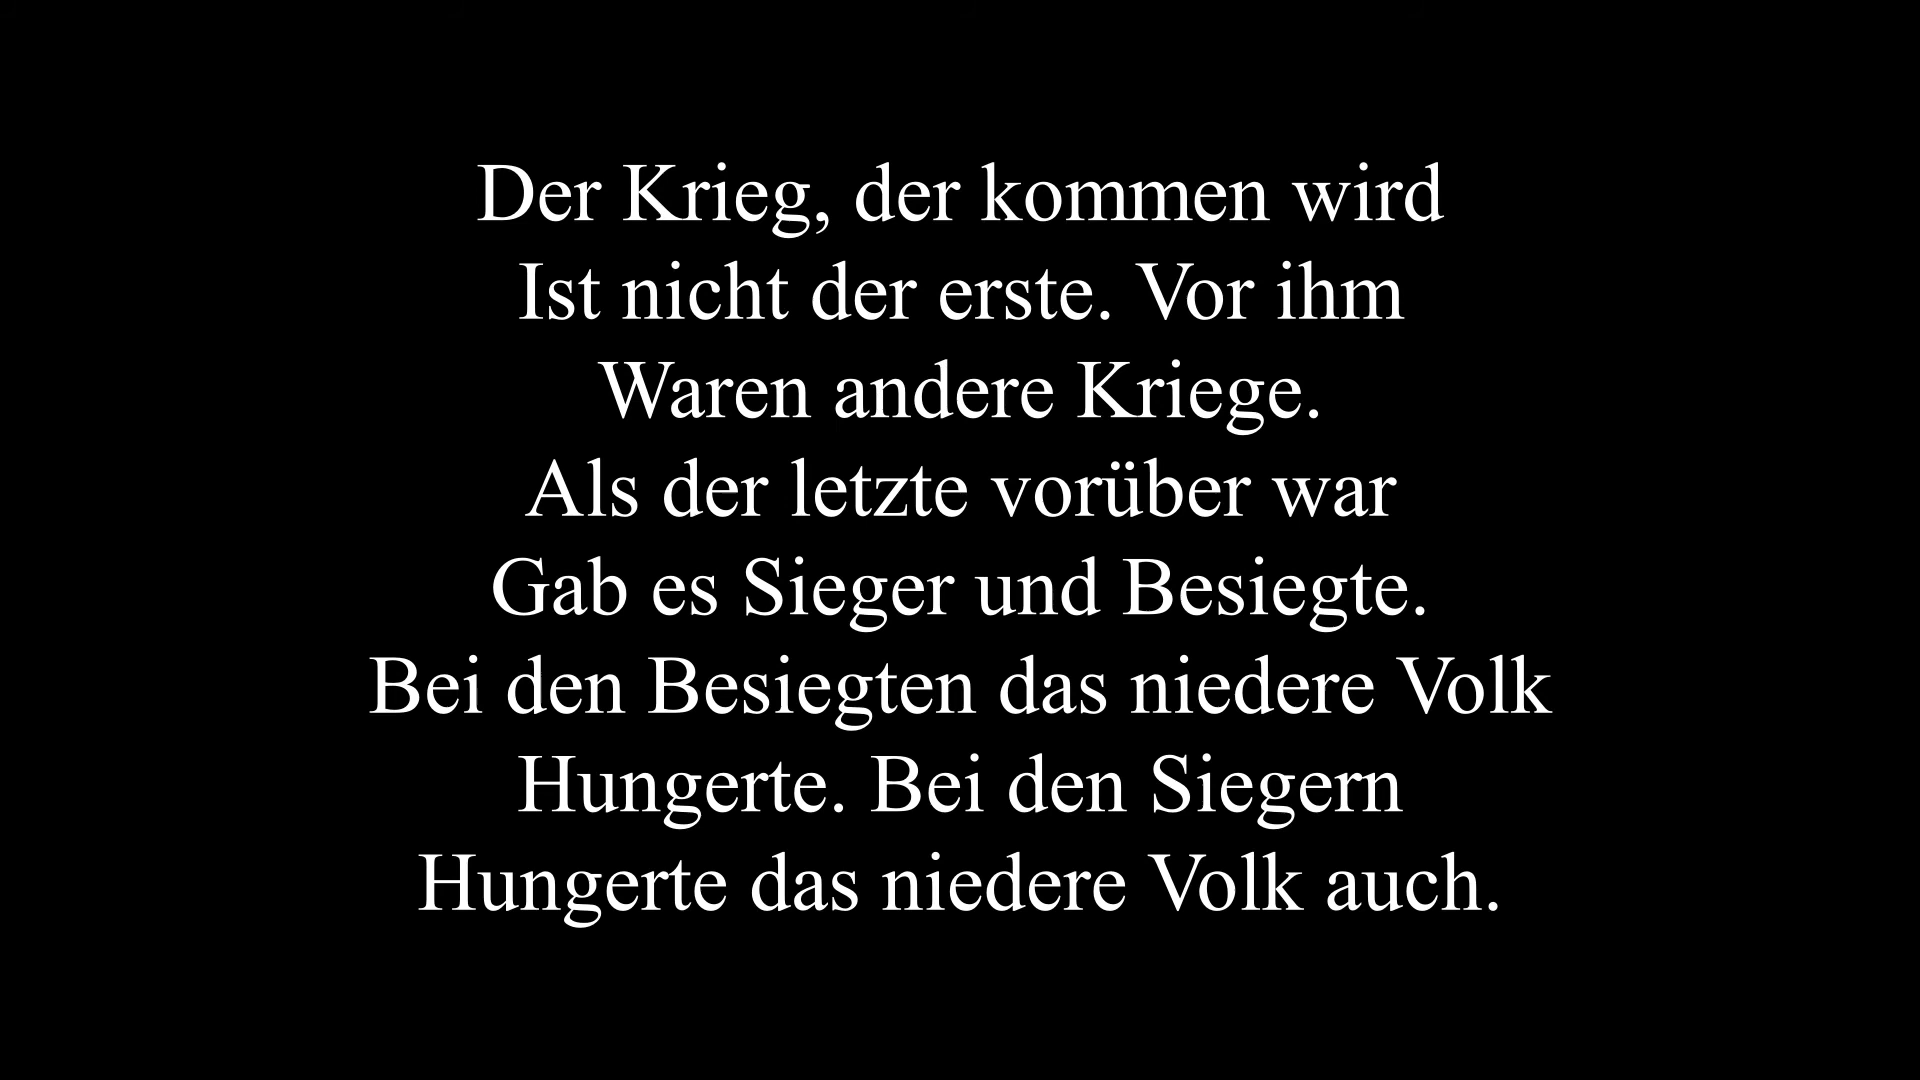 Der Krieg, der kommen wird
Ist nicht der erste. Vor ihm
Waren andere Kriege.
Als der letzte vorüber war
Gab es Sieger und Besiegte.
Bei den Besiegten das niedere Volk
Hungerte. Bei den Siegern
Hungerte das niedere Volk auch.